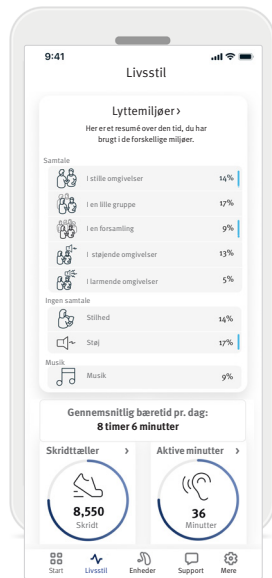 9:41
Livsstil
Lyttemiljøer ›
Her er et resumé over den tid, du har
brugt i de forskellige miljøer.
Samtale
I stille omgivelser 14%
I en lille gruppe 17%
I en forsamling 9%
I støjende omgivelser 13%
I larmende omgivelser 5%
Ingen samtale
Stilhed 14%
Støj 17%
Musik
Musik 9%
Gennemsnitlig bæretid pr. dag:
8 timer 6 minutter
Skridttæller › Aktive minutter ›
8,550 36
Skridt Minutter
Start Livsstil Enheder Support Mere